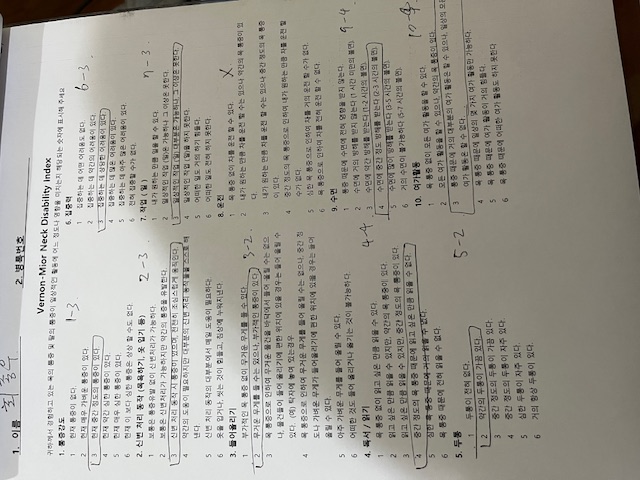 1. 이름 최종우
2. 병록번호
Vernon-Mior Neck Disability Index
귀하께서 경험하고 있는 목의 통증 및 팔의 통증이 일상적인 활동에 어느 정도나 영향을 미치는지 해당되는 숫자에 표시해 주세요
1. 통증강도 1-3
1 현재 통증이 없다.
2 현재 매우 가벼운 통증이 있다.
3 현재 중간 정도의 통증이 있다.
4 현재 약간 심한 통증이 있다.
5 현재 매우 심한 통증이 있다.
6 현재 이 보다 심한 통증은 상상 할 수도 없다.
2. 신변 처리 동작 (목욕하기, 옷 입기 등) 2-3
1 보통은 통증유발 없이 신변처리가 가능하다.
2 보통은 신변처리가 가능하지만 약간의 통증을 유발한다.
3 신변 처리 동작 시 통증이 있으며, 천천히 조심스럽게 움직인다.
4 약간의 도움이 필요하지만 대부분의 신변 처리 동작들을 스스로 해
낸다
5 신변 처리 동작의 대부분에서 매일 도움이 필요하다.
6 옷을 입거나, 씻는 것이 힘들고, 침상에 누워지낸다.
3. 들어올리기
1 부가적인 목 통증 없이 무거운 무게를 들 수 있다.
2 무거운 무게를 들 수는 있으나, 부가적인 통증이 있다. 3-2.
3 목 통증으로 인하여 무거운 물건을 바닥에서 들어 올릴 수는 없으
나, 물건들이 들어 올리기에 편한 위치에 있을 경우는 들어 올릴 수
있다. (예) 탁자에 놓여 있는경우
4 목 통증으로 인하여 무거운 무게를 들어 올릴 수는 없으나, 중간 정
도나 가벼운 무게가 들어올리기에 편한 위치에 있을 경우는 들어
올릴 수 있다.
5 아주 가벼운 무게를 들어 올릴 수 있다.
6 어떠한 것도 들어 올리거나 옮기는 것이 불가능하다.
4. 독서 / 읽기 4-4
1 목 통증 없이 읽고 싶은 만큼 읽을 수 있다.
2 읽고 싶은 만큼 읽을 수 있지만, 약간의 목 통증이 있다.
3 읽고 싶은 만큼 읽을 수 있지만, 중간 정도의 목 통증이 있다.
4 중간 정도의 목 통증 때문에 읽고 싶은 만큼 읽을 수 없다.
5 심한 목 통증 때문에 거의 읽을 수 없다.
6 목 통증 때문에 전혀 읽을 수 없다.
5. 두통 5-2
1 두통이 전혀 없다.
2 약간의 두통이 가끔 있다.
3 중간 정도의 두통이 가끔 있다.
4 중간 정도의 두통이 자주 있다.
5 심한 두통이 자주 있다.
6 거의 항상 두통이 있다.
6. 집중력
1 집중하는 데 어떤 어려움도 없다. 6-3
2 집중하는 데 약간의 어려움이 있다.
3 집중하는 데 상당한 어려움이 있다.
4 집중하는 데 많은 어려움이 있다.
5 집중하는 데 아주 많은 어려움이 있다.
6 전혀 집중할 수가 없다.
7. 작업 ( 일 ) 7-3
1 내가 원하는 만큼 일을 할 수 있다.
2 일상적인 작업 (일)은 가능하나 그 이상은 못한다.
3 일상적인 작업 (일) 대부분은 가능하나, 그 이상은 못한다.
4 일상적인 작업 (일)을 하지 못한다.
5 어떠한 일도 거의 하기 힘들다.
6 어떠한 일도 전혀 하지 못한다.
8. 운전 X.
1 목 통증 없이 차를 운전 할 수 있다.
2 내가 원하는 만큼 차를 운전 할 수는 있으나 약간의 목 통증이 있
다.
3 내가 원하는 만큼 차를 운전 할 수는 있으나 중간 정도의 목 통증
이 있다.
4 중간 정도의 목 통증으로 인하여 내가 원하는 만큼 차를 운전 할
수가 없다.
5 심한 목 통증으로 인하여 차를 거의 운전 할 수가 없다.
6 목 통증으로 인하여 차를 전혀 운전 할 수 없다.
9. 수면 9-4
1 통증 때문에 수면에 전혀 영향을 받지 않는다.
2 수면에 거의 방해를 받지 않는다 (1 시간 미만의 불면)
3 수면에 약간 방해를 받는다 (1-2 시간의 불면)
4 수면에 중간 정도 방해를 받는다 (2-3 시간의 불면)
5 수면에 많이 방해를 받는다 (3-5 시간의 불면)
6 거의 수면이 불가능하다 (5-7 시간의 불면)
10. 여가활동
1 목 통증 없이 모든 여가 활동을 할 수 있다.
2 모든 여가 활동을 할 수 있으나, 약간의 목 통증이 있다.
3 통증 때문에 거의 대부분의 여가 활동은 할 수 있으나, 일상의 모든
여가 활동은 할 수 없다.
4 목 통증 때문에 일상의 몇 가지 여가 활동만 가능하다.
5 목 통증 때문에 여가 활동이 거의 힘들다.
6 목 통증 때문에 어떠한 여가 활동도 하지 못한다